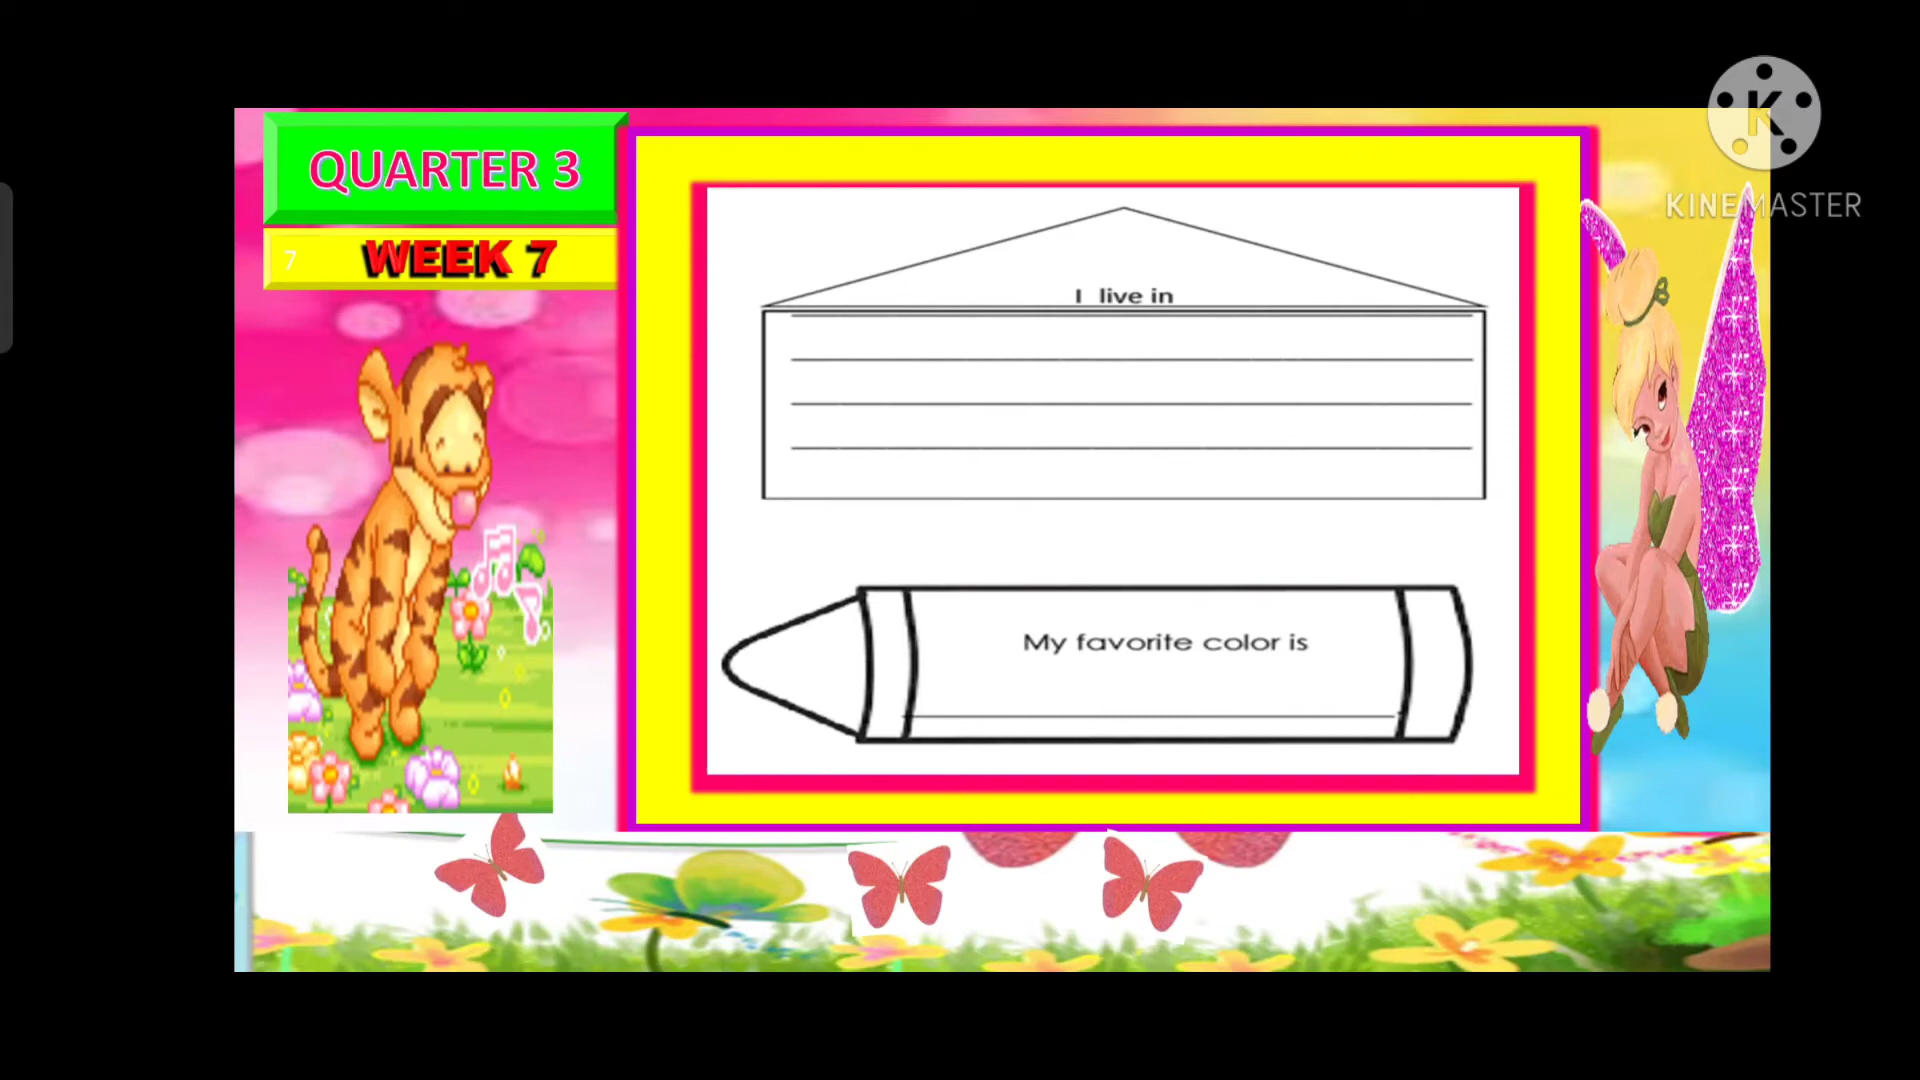 QUARTER 3
7
WEEK 7
I live in
My favorite color is
K
KINEMASTER